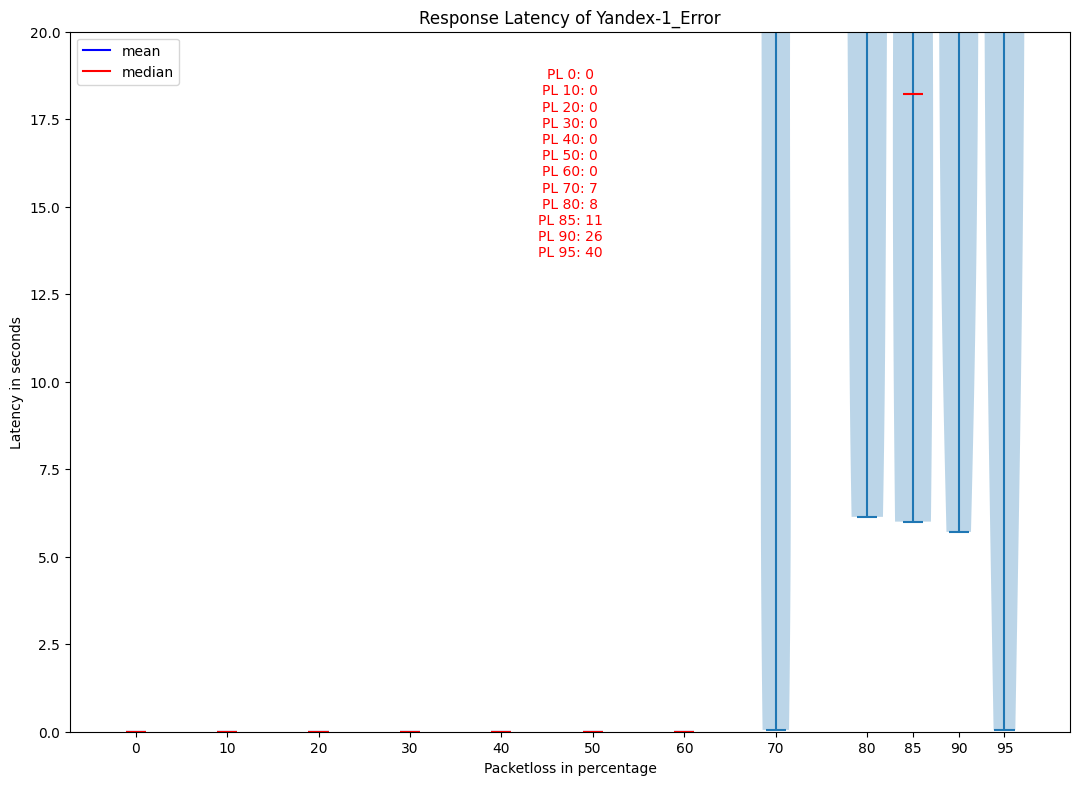 Response Latency of Yandex-1_Error
20.0
17.5
15.0
12.5
10.0
7.5
5.0
2.5
0.0
Latency in seconds
mean
median
PL 0: 0
PL 10: 0
PL 20: 0
PL 30: 0
PL 40: 0
PL 50: 0
PL 60: 0
PL 70: 7
PL 80: 8
PL 85: 11
PL 90: 26
PL 95: 40
0 10 20 30 40 50 60 70 80 85 90 95
Packetloss in percentage